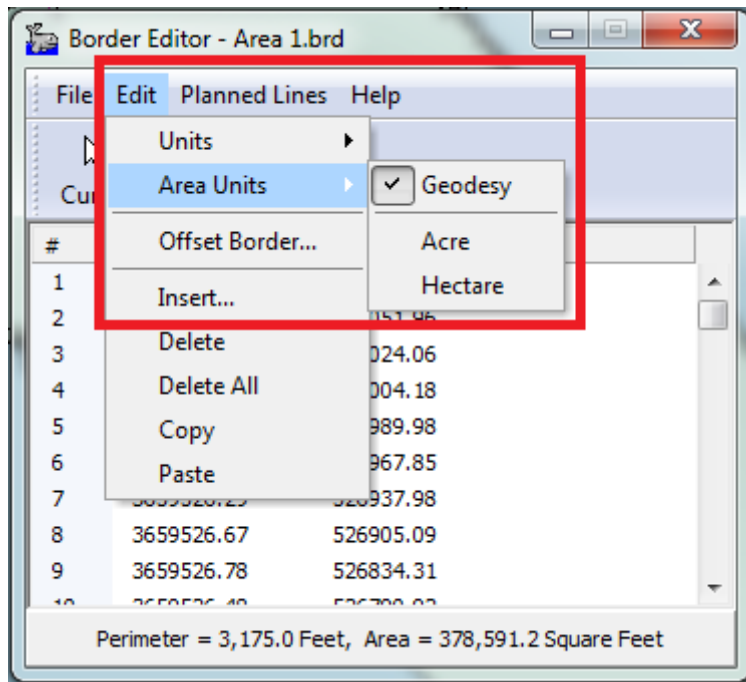 Border Editor - Area 1.brd
File Edit Planned Lines Help
Units
Area Units
Geodesy
Offset Border...
Acre
Insert...
Hectare
Delete
Delete All
Copy
Paste
#
1
2
3 024.06
4 004.18
5 989.98
6 967.85
7 526937.98
8 3659526.67 526905.09
9 3659526.78 526834.31
Perimeter = 3,175.0 Feet, Area = 378,591.2 Square Feet